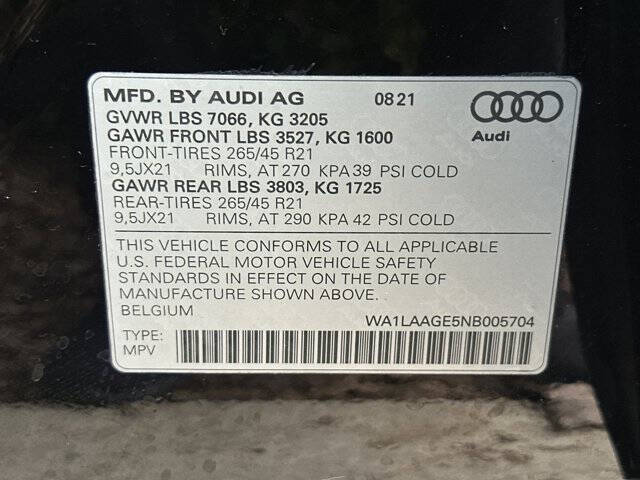 MFD. BY AUDI AG 08 21
GVWR LBS 7066, KG 3205
GAWR FRONT LBS 3527, KG 1600
Audi
FRONT-TIRES 265/45 R21
9,5JX21 RIMS, AT 270 KPA 39 PSI COLD
GAWR REAR LBS 3803, KG 1725
REAR-TIRES 265/45 R21
9,5JX21 RIMS, AT 290 KPA 42 PSI COLD
THIS VEHICLE CONFORMS TO ALL APPLICABLE
U.S. FEDERAL MOTOR VEHICLE SAFETY
STANDARDS IN EFFECT ON THE DATE OF
MANUFACTURE SHOWN ABOVE.
BELGIUM WA1LAAGE5NB005704
TYPE:
MPV